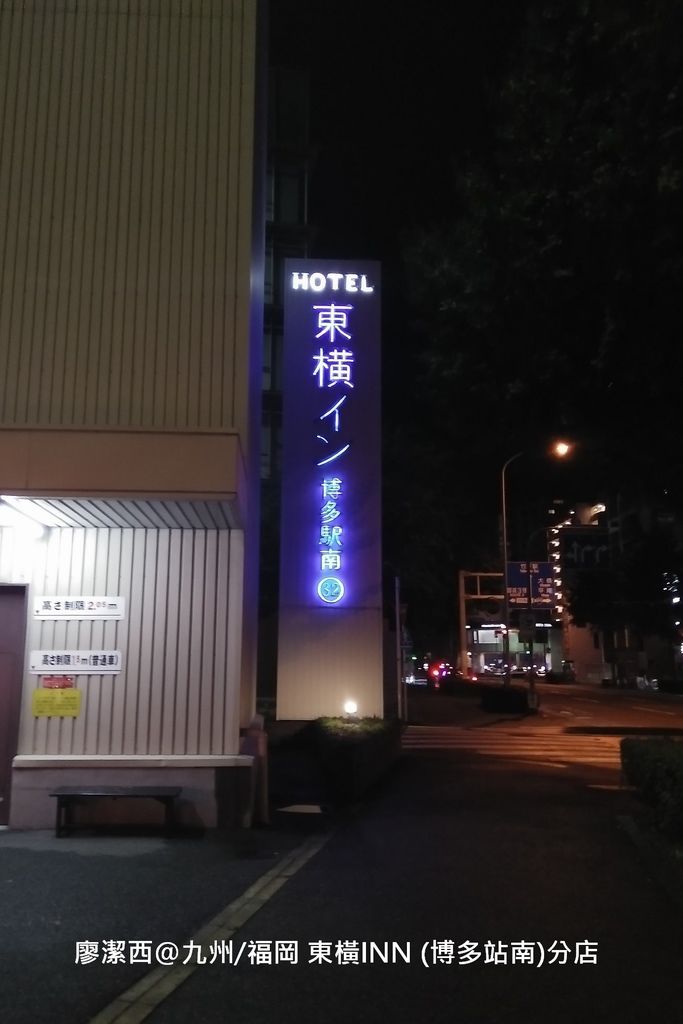 HOTEL
東横イン
博多駅南
32
高さ制限 2.05m
高さ制限 1.5m(普通車)
廖潔西@九州/福岡 東橫INN (博多站南)分店